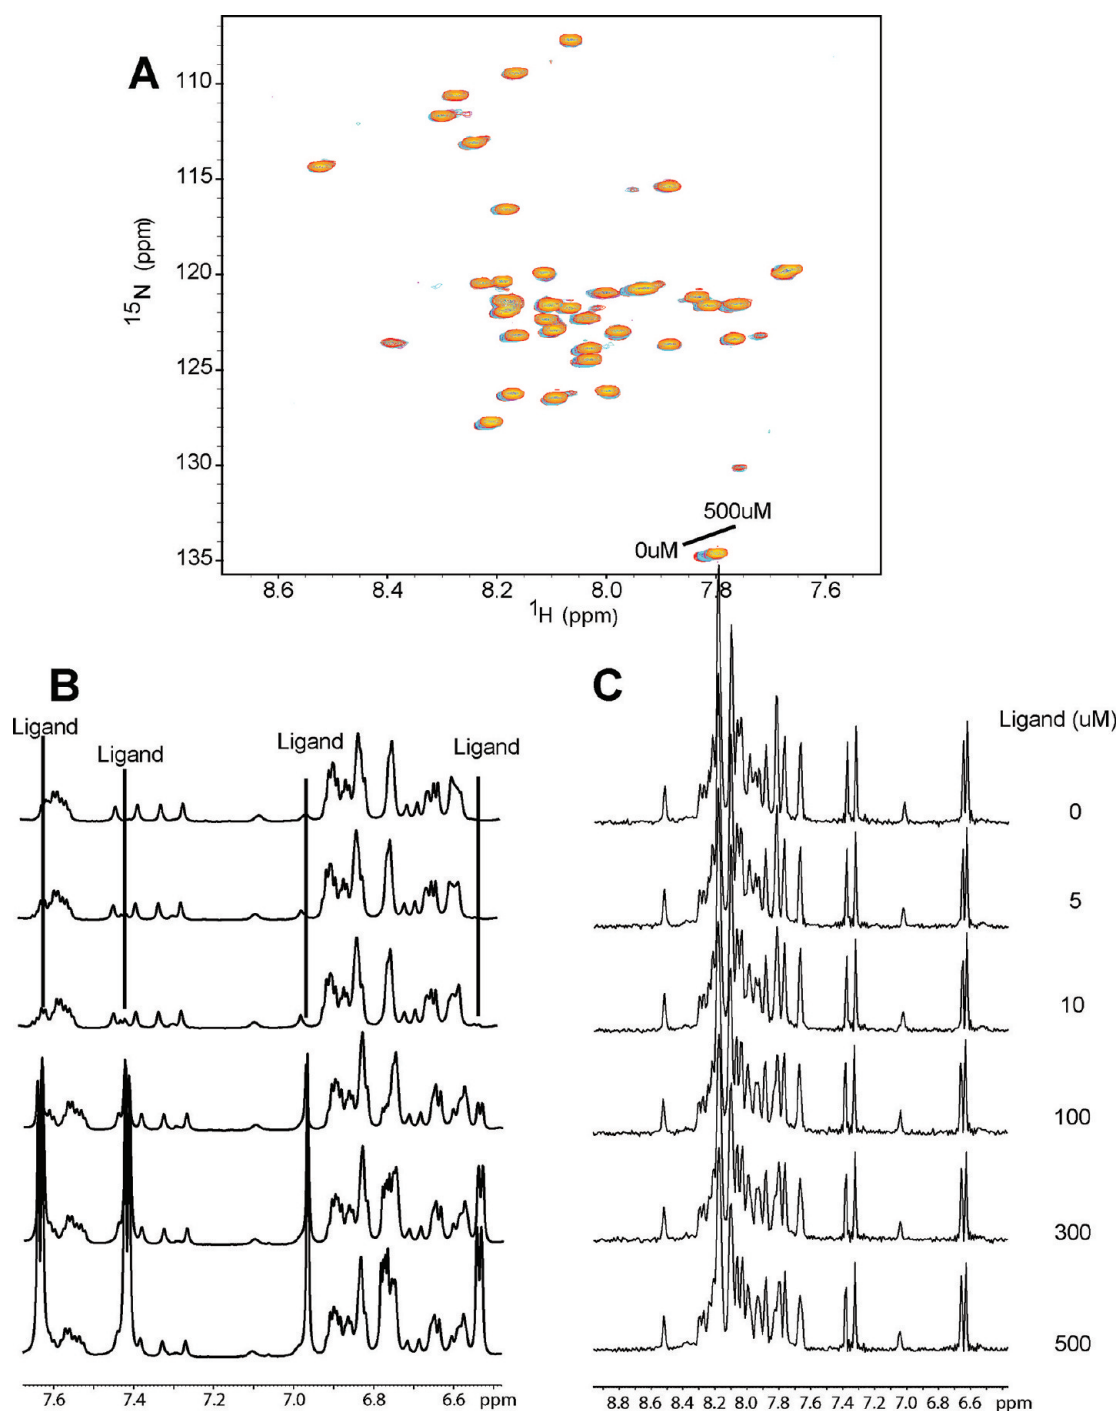 A
110
115
120
125
130
135
15N (ppm)
500uM
0uM
8.6 8.4 8.2 8.0 7.8 7.6
1H (ppm)
B
Ligand
Ligand
Ligand
Ligand
7.6 7.4 7.2 7.0 6.8 6.6 ppm
C
Ligand (uM)
0
5
10
100
300
500
8.8 8.6 8.4 8.2 8.0 7.8 7.6 7.4 7.2 7.0 6.8 6.6 ppm